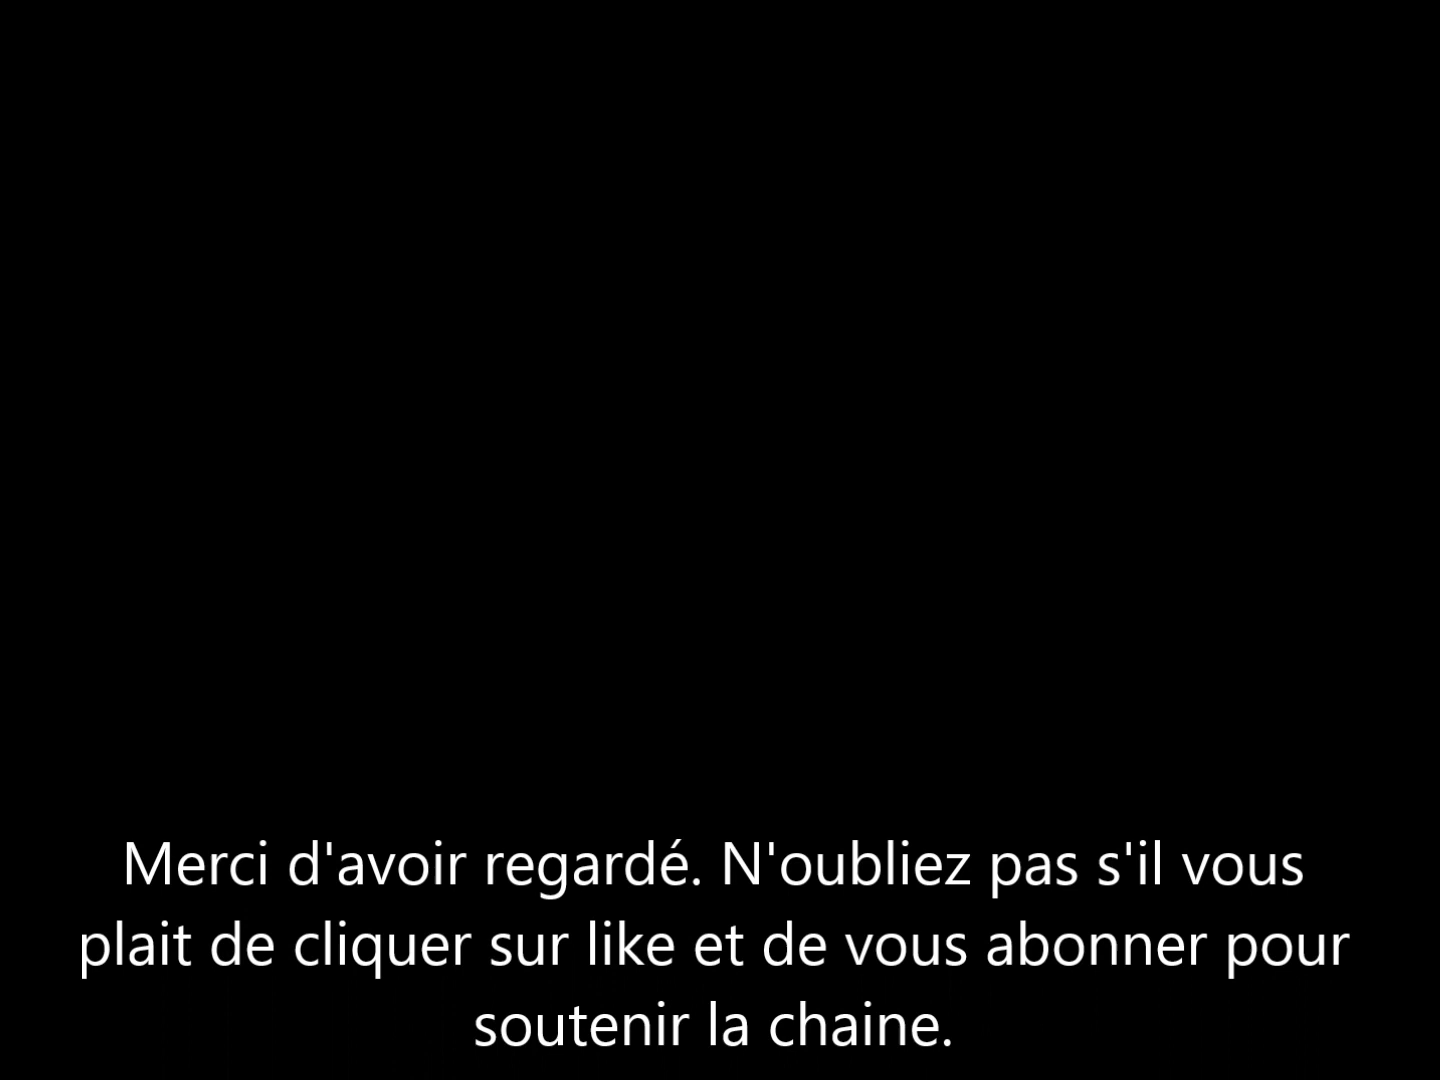 Merci d'avoir regardé. N'oubliez pas s'il vous
plait de cliquer sur like et de vous abonner pour
soutenir la chaine.